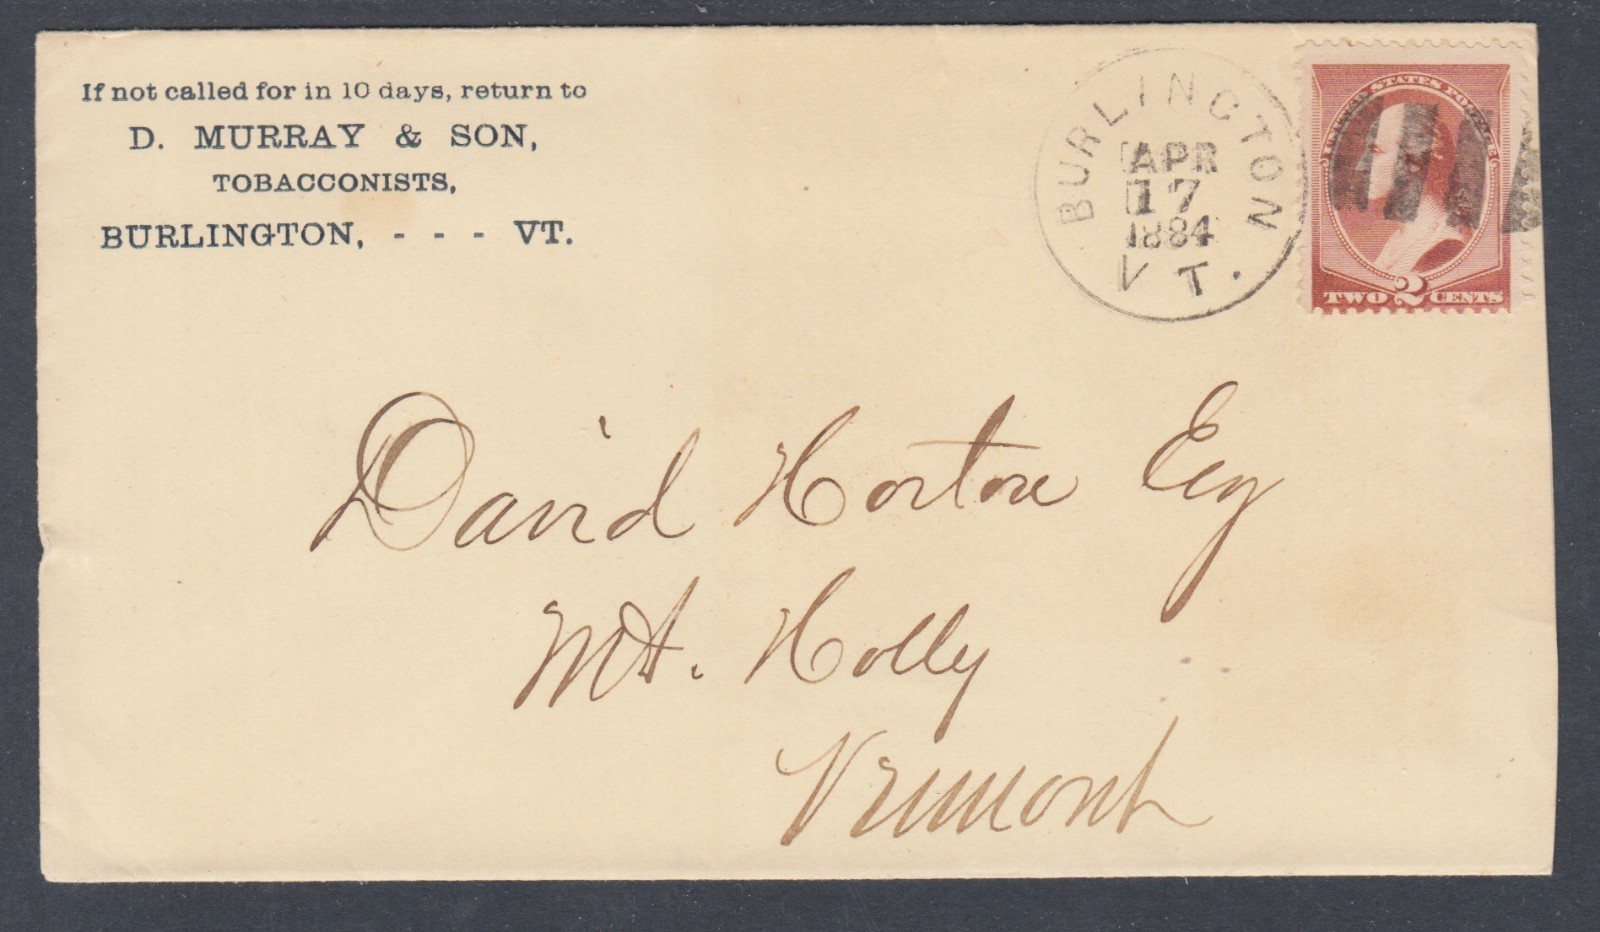 If not called for in 10 days, return to
D. MURRAY & SON,
TOBACCONISTS,
BURLINGTON, - - - VT.
BURLINGTON
APR
17
1884
VT.
UNITED STATES POSTAGE
TWO 2 CENTS
David Horton Esq
Mt. Holly
Vermont